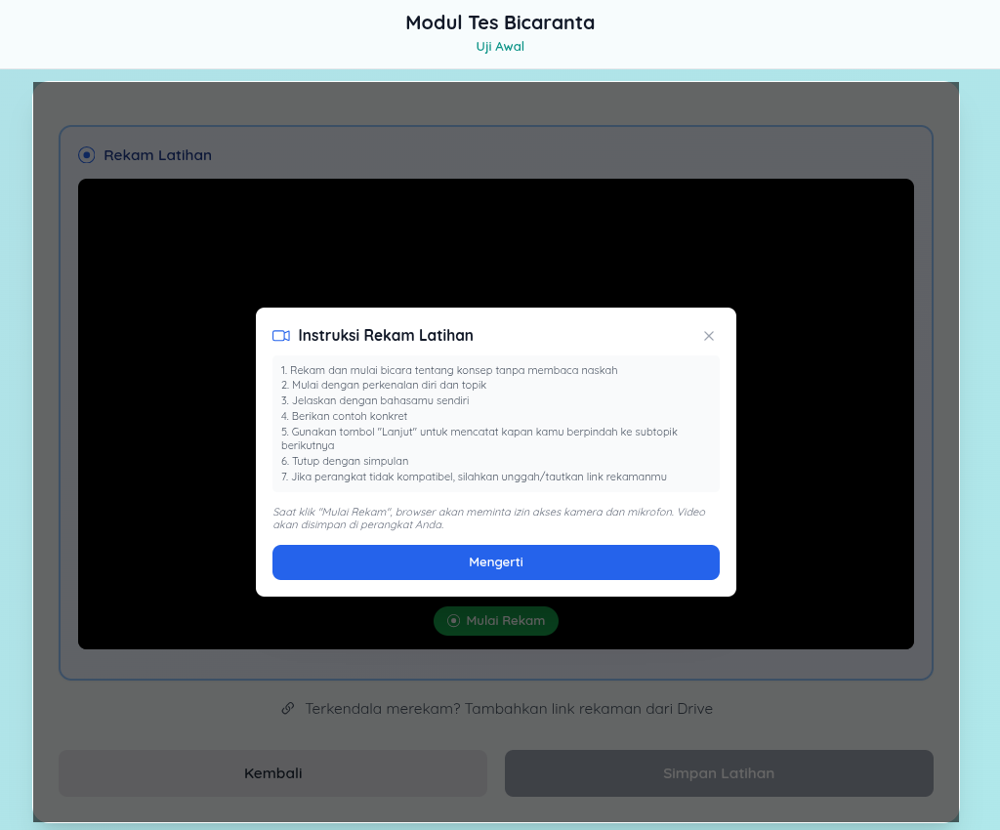 Modul Tes Bicaranta
Uji Awal
Rekam Latihan
Instruksi Rekam Latihan
1. Rekam dan mulai bicara tentang konsep tanpa membaca naskah
2. Mulai dengan perkenalan diri dan topik
3. Jelaskan dengan bahasamu sendiri
4. Berikan contoh konkret
5. Gunakan tombol "Lanjut" untuk mencatat kapan kamu berpindah ke subtopik
berikutnya
6. Tutup dengan simpulan
7. Jika perangkat tidak kompatibel, silahkan unggah/tautkan link rekamanmu
Saat klik "Mulai Rekam", browser akan meminta izin akses kamera dan mikrofon. Video
akan disimpan di perangkat Anda.
Mengerti
Mulai Rekam
Terkendala merekam? Tambahkan link rekaman dari Drive
Kembali
Simpan Latihan